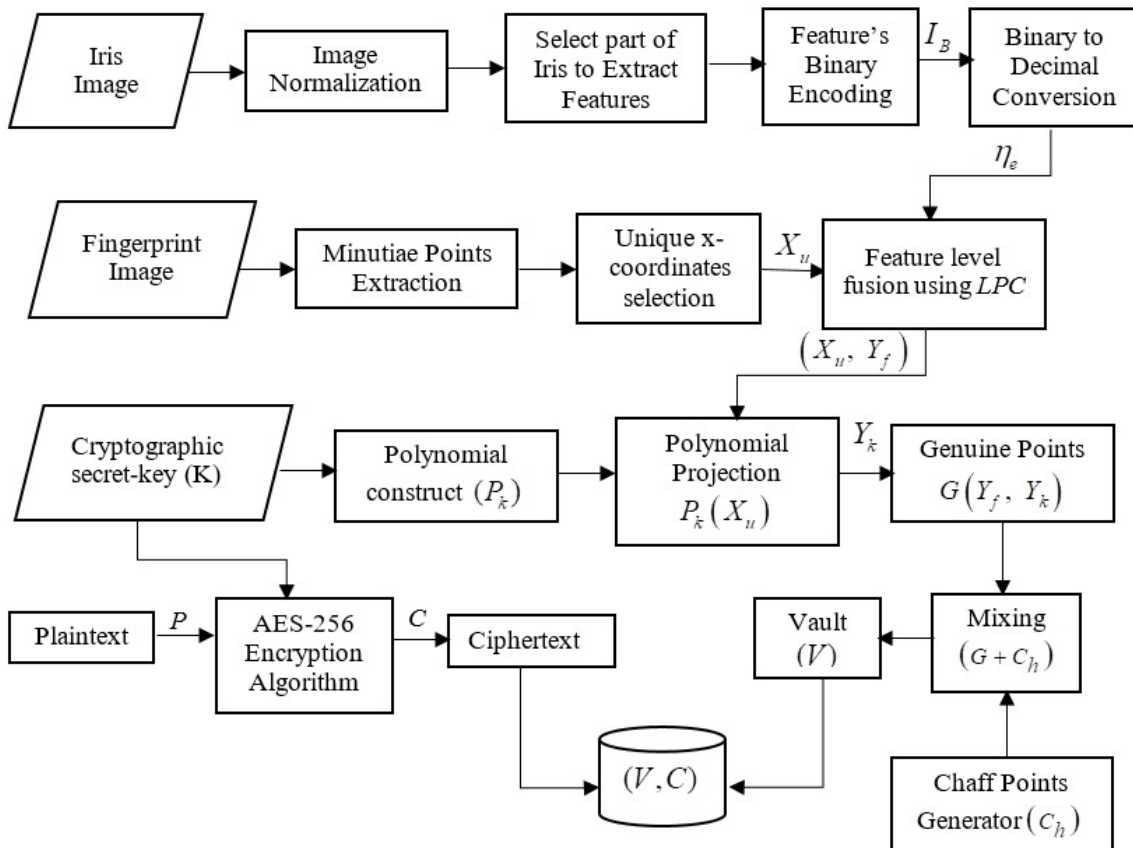 Iris
Image
Image
Normalization
Select part of
Iris to Extract
Features
Feature's
Binary
Encoding
I_B
Binary to
Decimal
Conversion
η_e
Fingerprint
Image
Minutiae Points
Extraction
Unique x-
coordinates
selection
X_u
Feature level
fusion using LPC
(X_u, Y_f)
Cryptographic
secret-key (K)
Polynomial
construct (P_k)
Polynomial
Projection
P_k(X_u)
Y_k
Genuine Points
G(Y_f, Y_k)
Plaintext
P
AES-256
Encryption
Algorithm
C
Ciphertext
Vault
(V)
Mixing
(G + C_h)
(V, C)
Chaff Points
Generator (C_h)